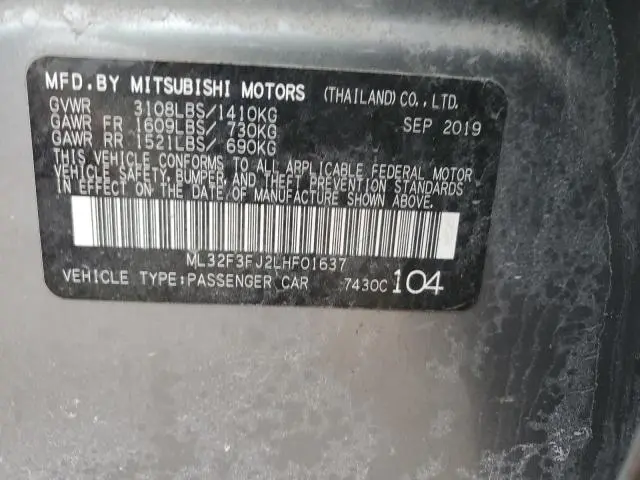 MFD.BY MITSUBISHI MOTORS (THAILAND)CO.,LTD.
GVWR 3108LBS/1410KG SEP 2019
GAWR FR 1609LBS/ 730KG
GAWR RR 1521LBS/ 690KG
THIS VEHICLE CONFORMS TO ALL APPLICABLE FEDERAL MOTOR
VEHICLE SAFETY, BUMPER, AND THEFT PREVENTION STANDARDS
IN EFFECT ON THE DATE OF MANUFACTURE SHOWN ABOVE.
ML32F3FJ2LHF01637
VEHICLE TYPE:PASSENGER CAR 7430C 104